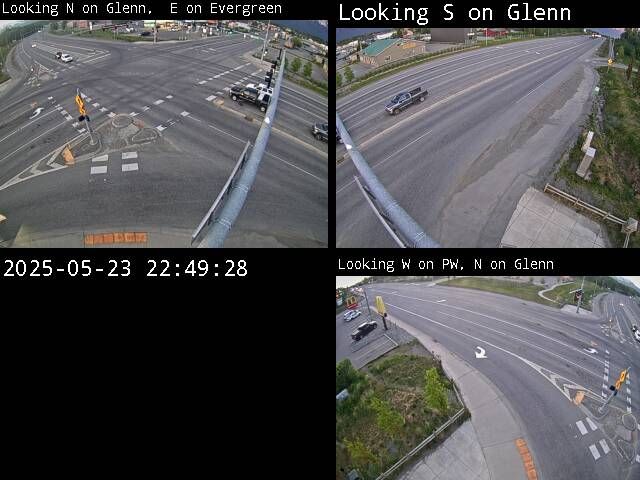 Looking N on Glenn,  E on Evergreen
Looking S on Glenn
2025-05-23 22:49:28
Looking W on PW, N on Glenn